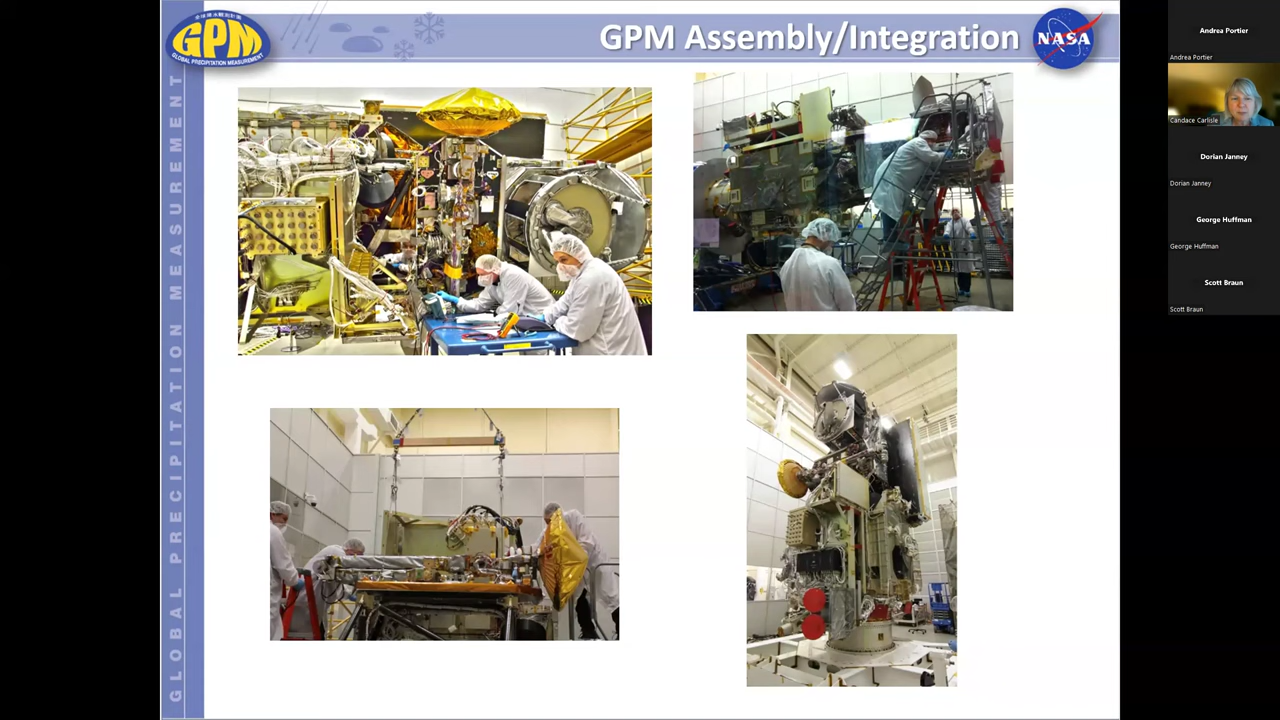 GPM
GLOBAL PRECIPITATION MEASUREMENT
GPM Assembly/Integration
NASA
GLOBAL PRECIPITATION MEASUREMENT
Andrea Portier
Andrea Portier
Candace Carlisle
Dorian Janney
Dorian Janney
George Huffman
George Huffman
Scott Braun
Scott Braun